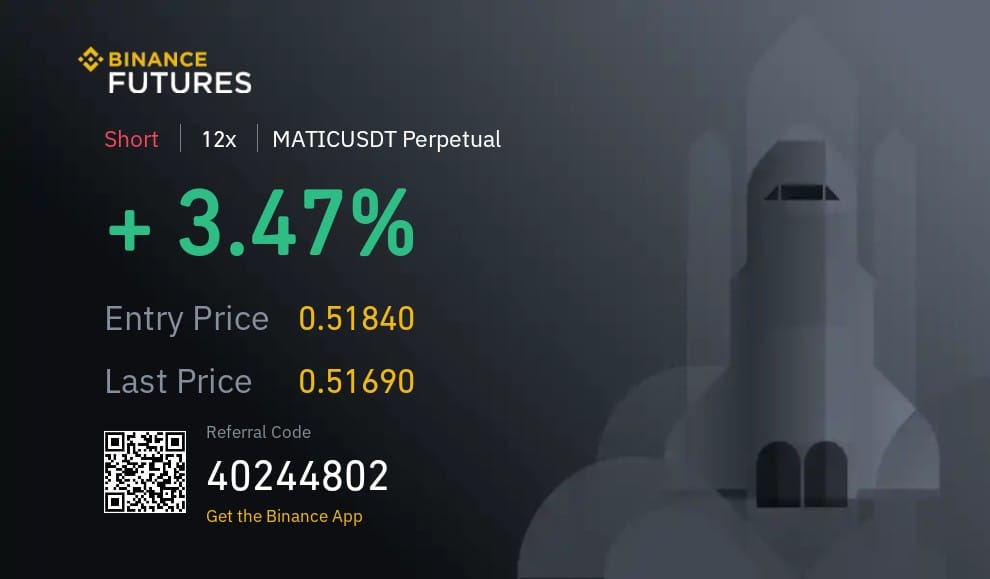 BINANCE
FUTURES
Short | 12x | MATICUSDT Perpetual
+ 3.47%
Entry Price 0.51840
Last Price 0.51690
Referral Code
40244802
Get the Binance App